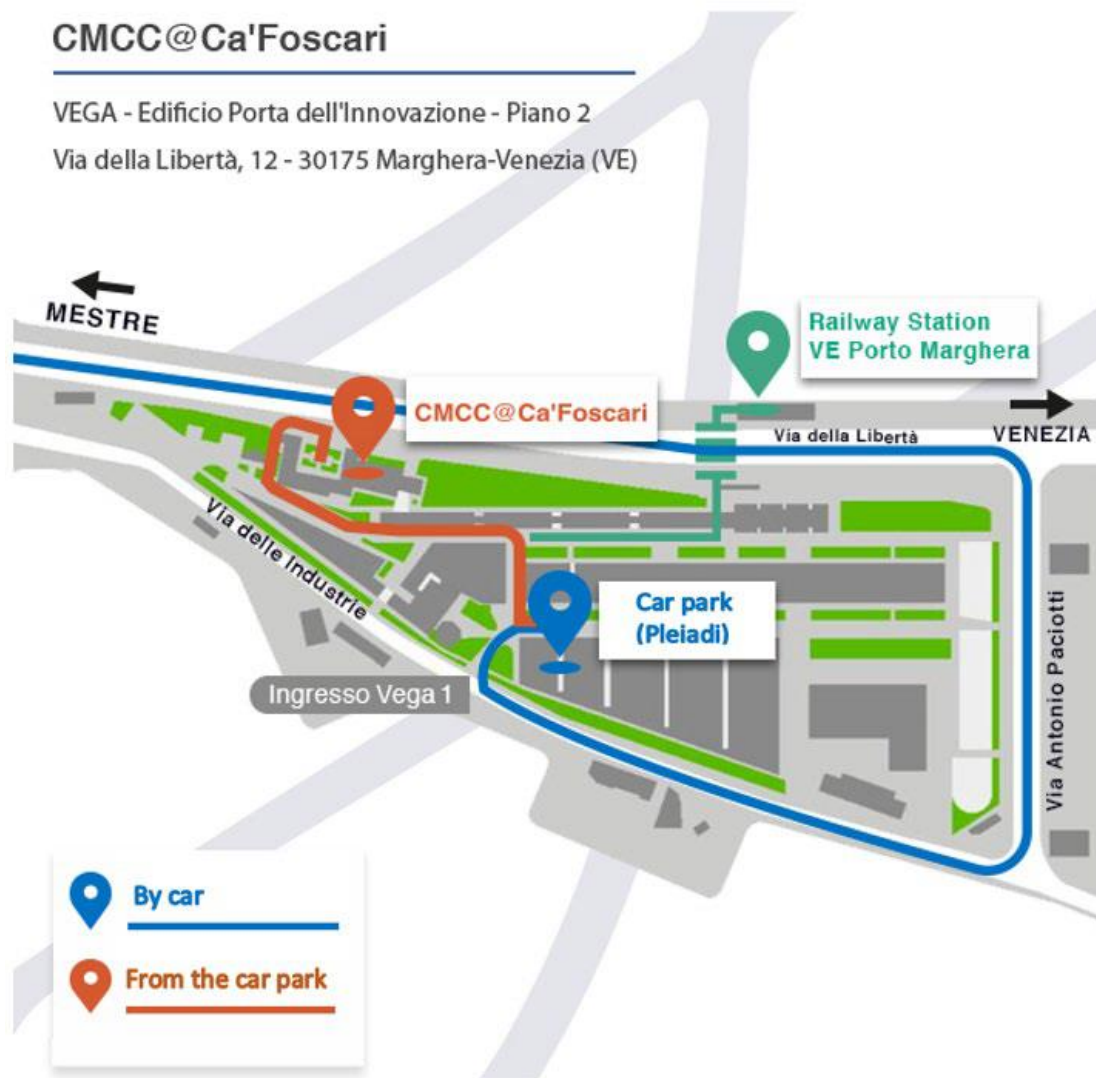 CMCC@Ca'Foscari
VEGA - Edificio Porta dell'Innovazione - Piano 2
Via della Libertà, 12 - 30175 Marghera-Venezia (VE)
MESTRE
Railway Station
VE Porto Marghera
CMCC@Ca'Foscari
Via della Libertà
VENEZIA
Via delle Industrie
Car park
(Pleiadi)
Via Antonio Paciotti
Ingresso Vega 1
By car
From the car park